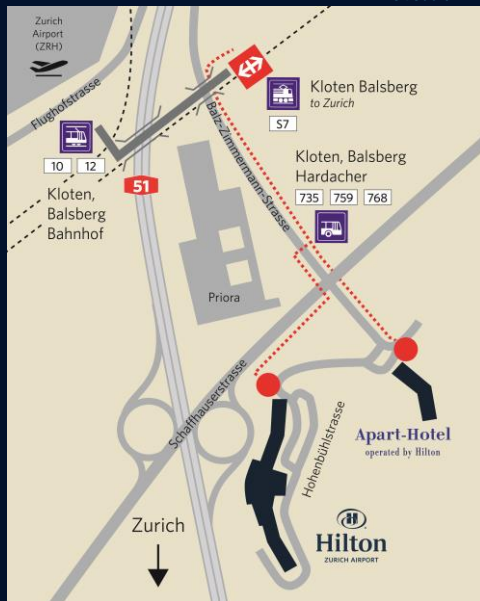 Zurich
Airport
(ZRH)
Flughofstrasse
10 12
Kloten,
Balsberg
Bahnhof
51
Balz-Zimmermann-Strasse
Kloten Balsberg
to Zurich
S7
Kloten, Balsberg
Hardacher
735 759 768
Priora
Schaffhauserstrasse
Hohenbühlstrasse
Apart-Hotel
operated by Hilton
Zurich
H
Hilton
ZURICH AIRPORT